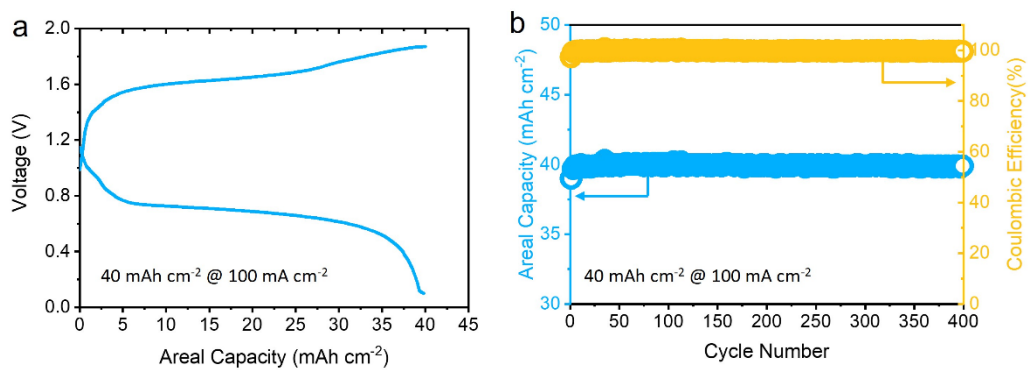 a
2.0
1.6
1.2
0.8
0.4
0.0
Voltage (V)
40 mAh cm⁻² @ 100 mA cm⁻²
0 5 10 15 20 25 30 35 40 45
Areal Capacity (mAh cm⁻²)
b
50
45
40
35
30
Areal Capacity (mAh cm⁻²)
100
80
60
40
20
0
Coulombic Efficiency(%)
40 mAh cm⁻² @ 100 mA cm⁻²
0 50 100 150 200 250 300 350 400
Cycle Number